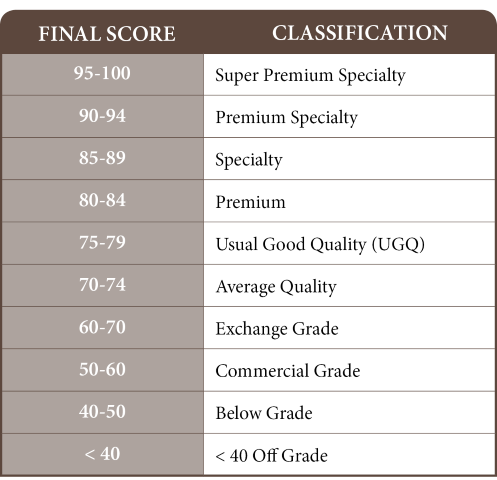 FINAL SCORE CLASSIFICATION
95-100 Super Premium Specialty
90-94 Premium Specialty
85-89 Specialty
80-84 Premium
75-79 Usual Good Quality (UGQ)
70-74 Average Quality
60-70 Exchange Grade
50-60 Commercial Grade
40-50 Below Grade
< 40 < 40 Off Grade